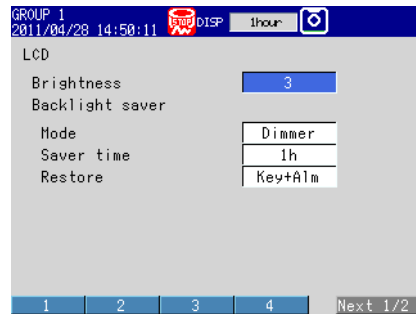 GROUP 1
2011/04/28 14:50:11 STOP DISP 1hour
LCD
Brightness 3
Backlight saver
Mode Dimmer
Saver time 1h
Restore Key+Alm
1 2 3 4 Next 1/2